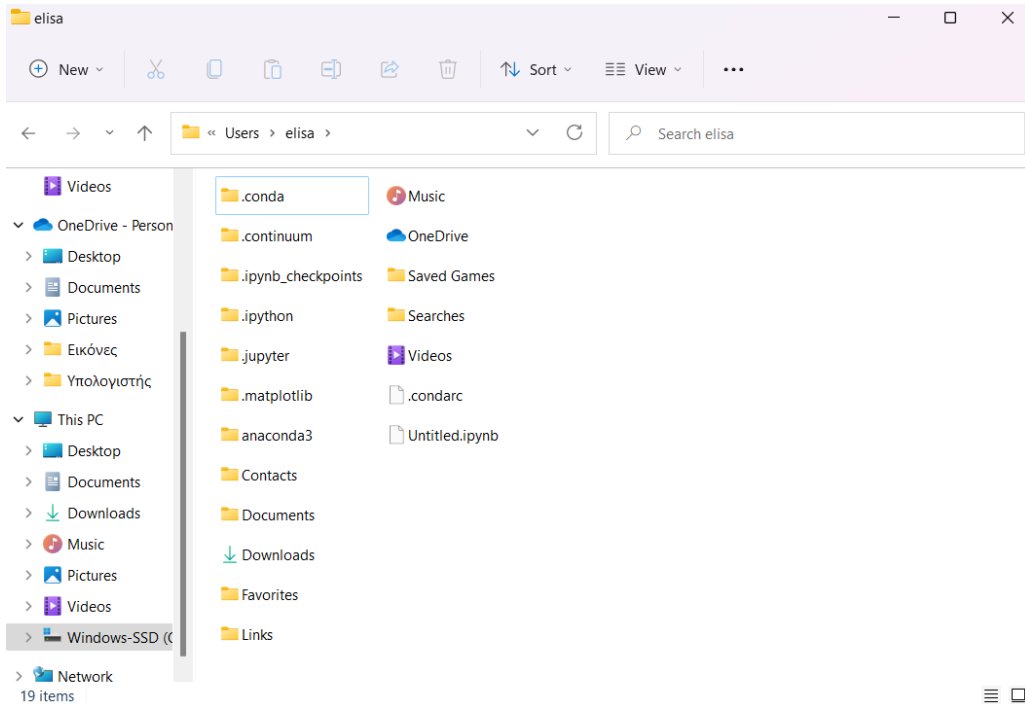 elisa
New
Sort
View
« Users > elisa >
Search elisa
Videos
OneDrive - Person
Desktop
Documents
Pictures
Εικόνες
Υπολογιστής
This PC
Desktop
Documents
Downloads
Music
Pictures
Videos
Windows-SSD (C
Network
.conda
.continuum
.ipynb_checkpoints
.ipython
.jupyter
.matplotlib
anaconda3
Contacts
Documents
Downloads
Favorites
Links
Music
OneDrive
Saved Games
Searches
Videos
.condarc
Untitled.ipynb
19 items